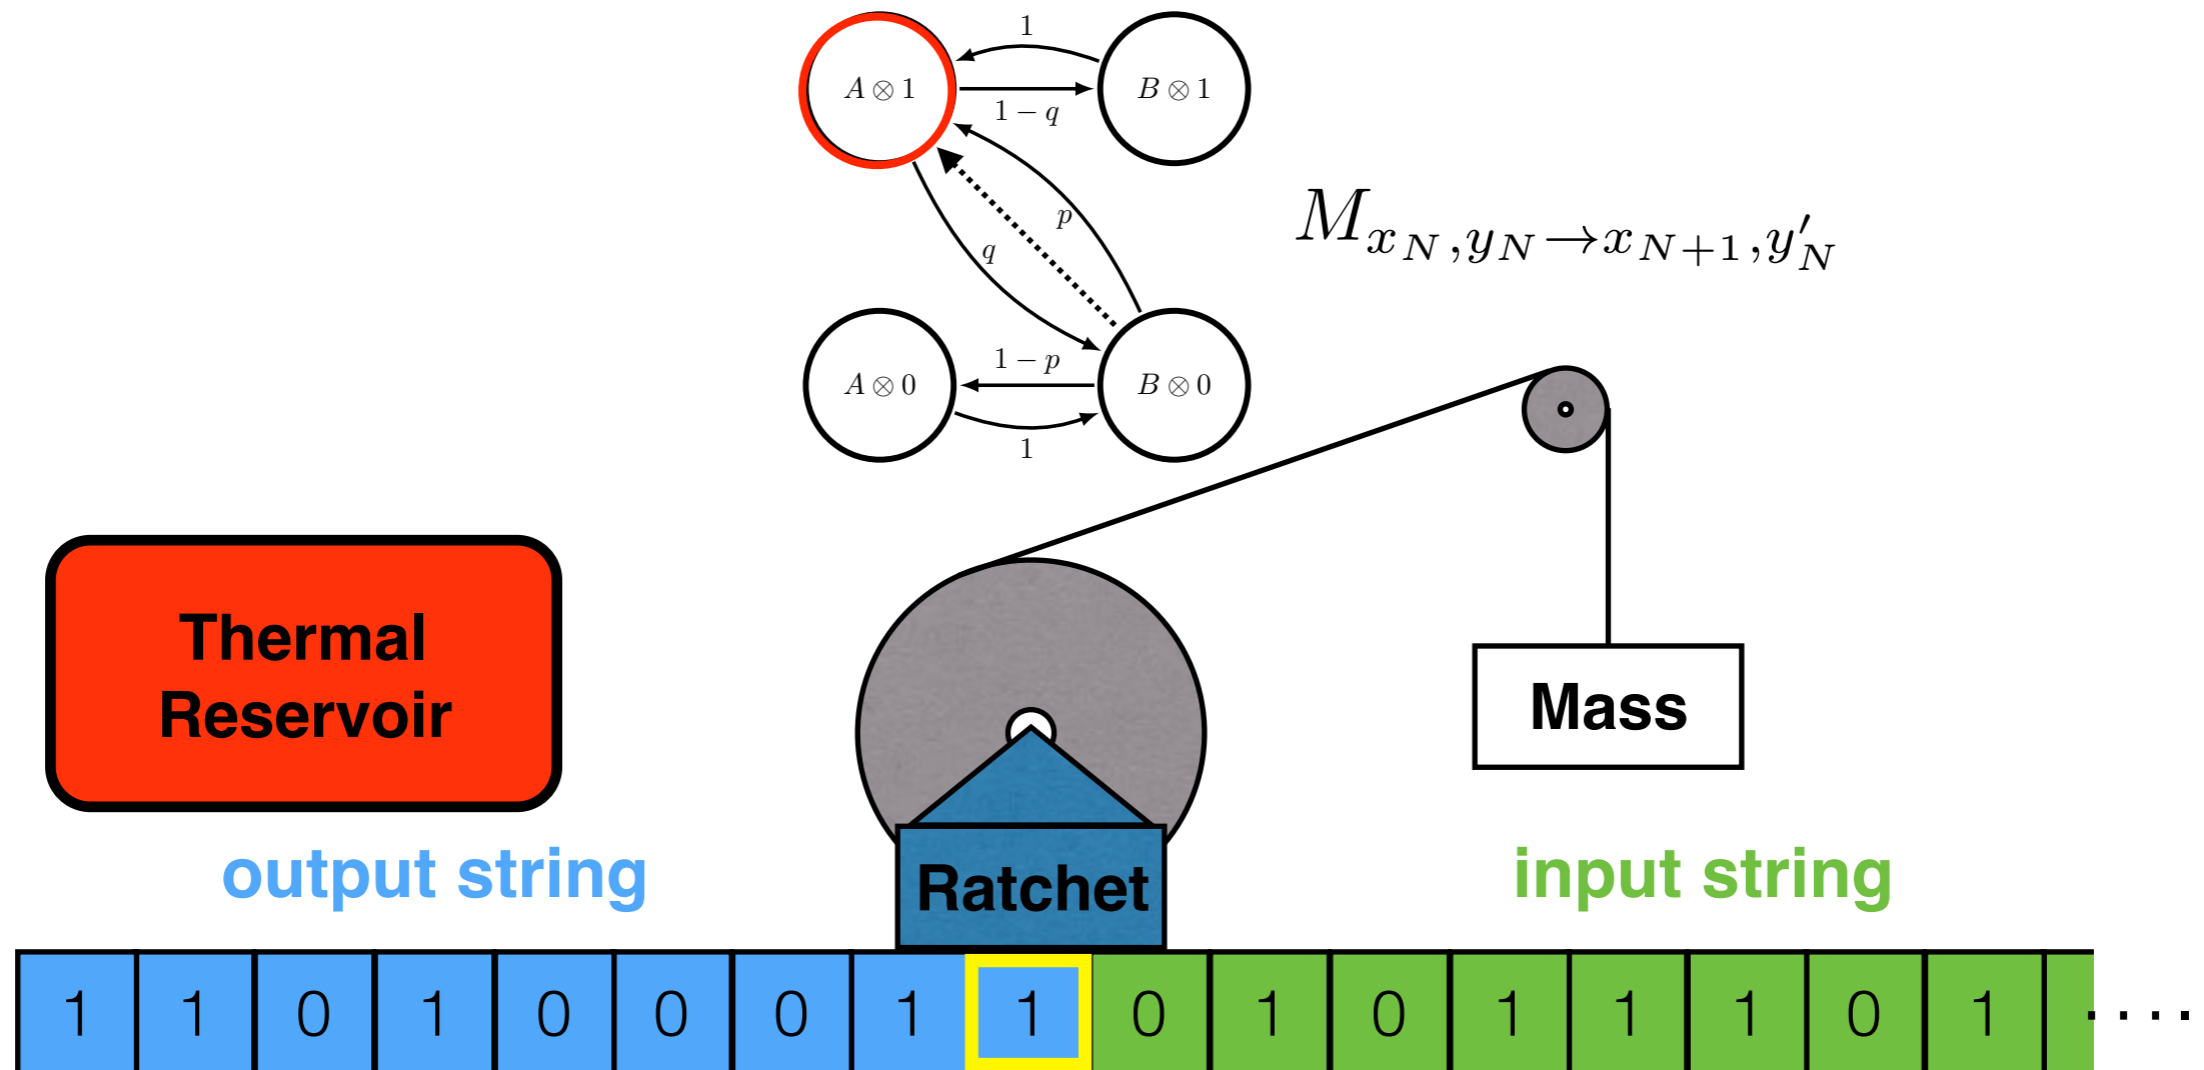 1
A ⊗ 1
B ⊗ 1
1 − q
p
q
M_{x_N, y_N → x_{N+1}, y'_N}
1 − p
A ⊗ 0
B ⊗ 0
1
Thermal
Reservoir
Mass
output string
Ratchet
input string
1 1 0 1 0 0 0 1 1 0 1 0 1 1 1 0 1 ....